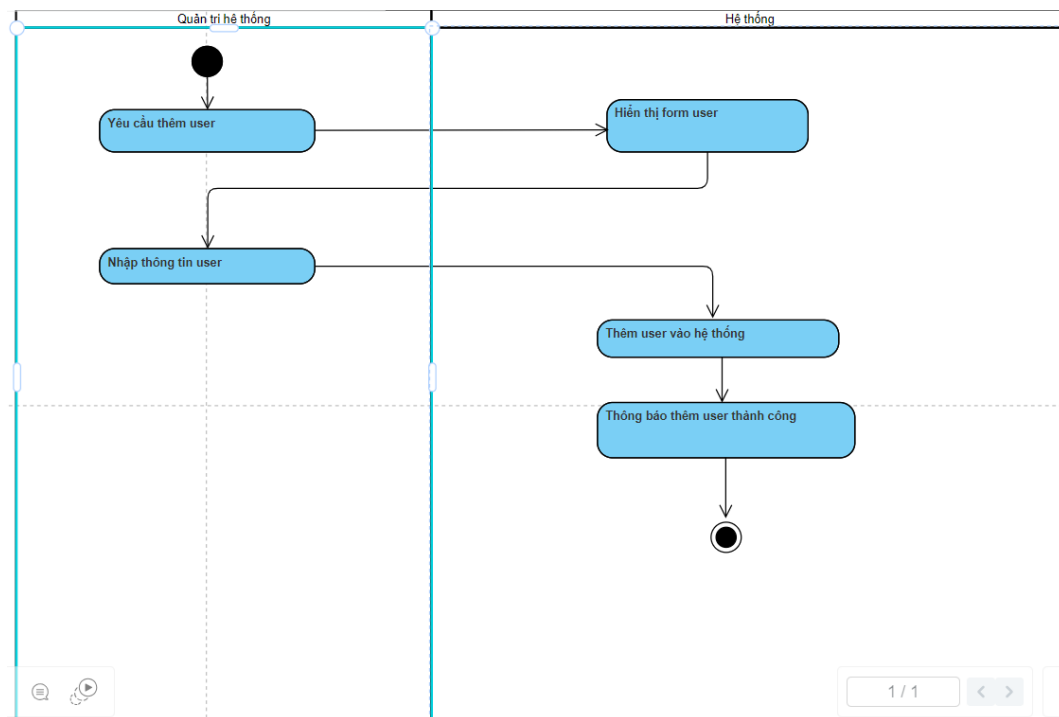 Quản trị hệ thống
Hệ thống
Yêu cầu thêm user
Hiển thị form user
Nhập thông tin user
Thêm user vào hệ thống
Thông báo thêm user thành công
1 / 1